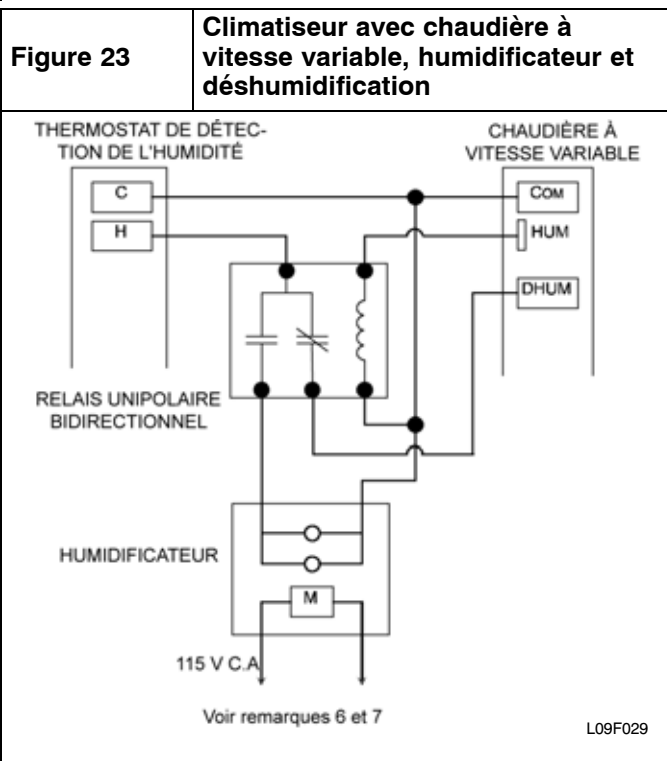 Figure 23
Climatiseur avec chaudière à
vitesse variable, humidificateur et
déshumidification
THERMOSTAT DE DÉTEC-
TION DE L'HUMIDITÉ
CHAUDIÈRE À
VITESSE VARIABLE
C
COM
H
HUM
DHUM
RELAIS UNIPOLAIRE
BIDIRECTIONNEL
HUMIDIFICATEUR
M
115 V C.A
Voir remarques 6 et 7
L09F029